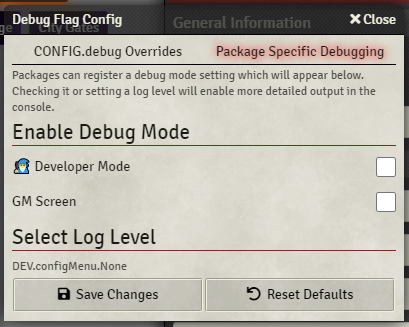 ge
City Gates
General Information
Debug Flag Config
Close
CONFIG.debug Overrides
Package Specific Debugging
Packages can register a debug mode setting which will appear below.
Checking it or setting a log level will enable more detailed output in the
console.
Enable Debug Mode
Developer Mode
GM Screen
Select Log Level
DEV.configMenu.None
Save Changes
Reset Defaults